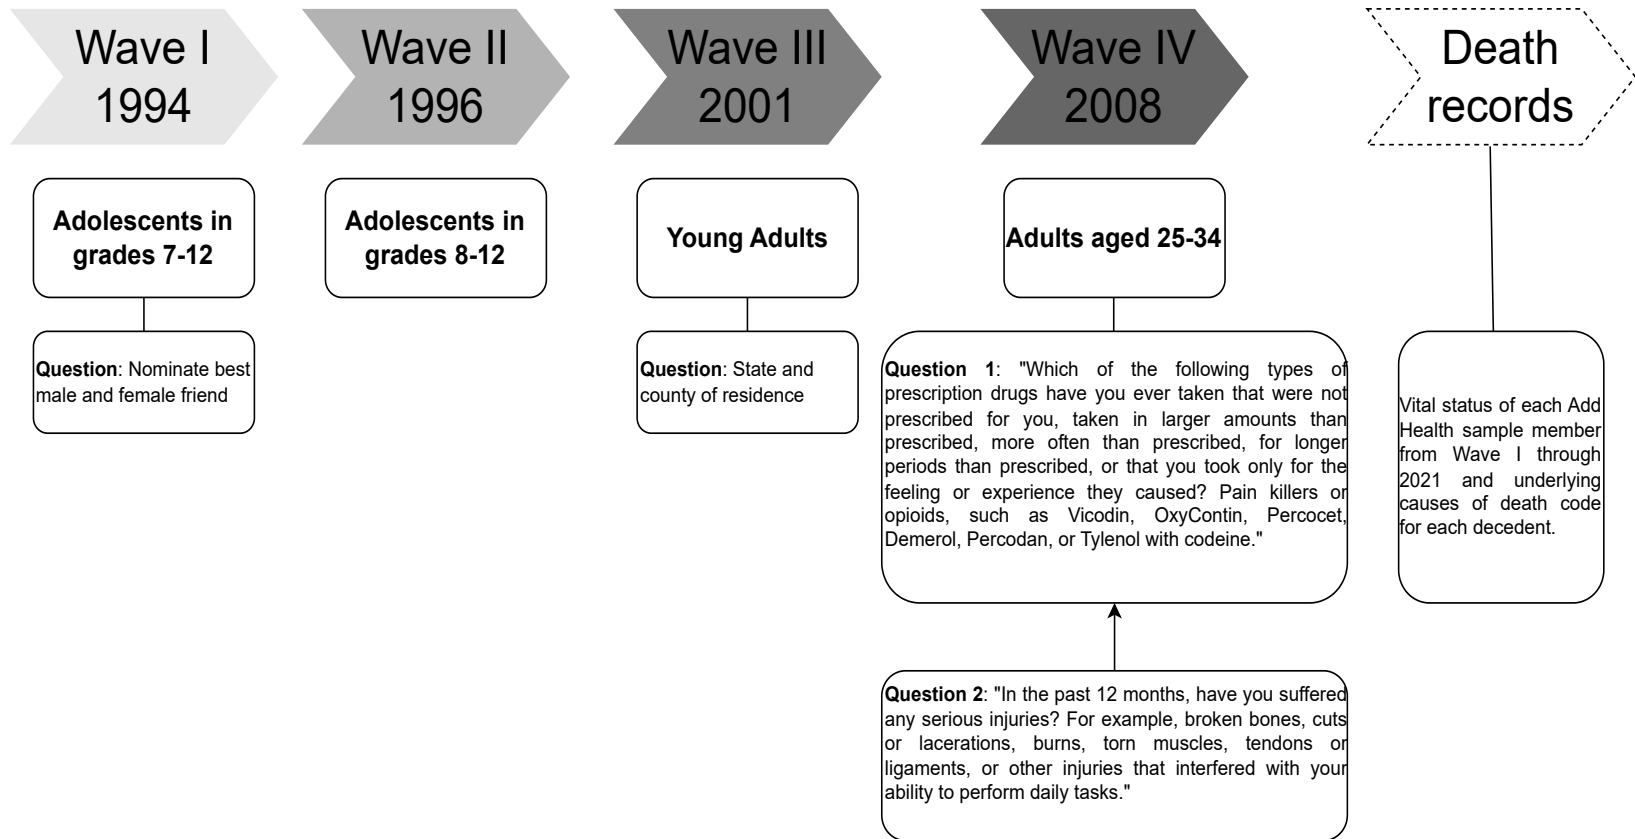 Wave I
1994
Wave II
1996
Wave III
2001
Wave IV
2008
Death
records
Adolescents in
grades 7-12
Adolescents in
grades 8-12
Young Adults
Adults aged 25-34
Question: Nominate best
male and female friend
Question: State and
county of residence
Question 1: "Which of the following types of
prescription drugs have you ever taken that were not
prescribed for you, taken in larger amounts than
prescribed, more often than prescribed, for longer
periods than prescribed, or that you took only for the
feeling or experience they caused? Pain killers or
opioids, such as Vicodin, OxyContin, Percocet,
Demerol, Percodan, or Tylenol with codeine."
Vital status of each Add
Health sample member
from Wave I through
2021 and underlying
causes of death code
for each decedent.
Question 2: "In the past 12 months, have you suffered
any serious injuries? For example, broken bones, cuts
or lacerations, burns, torn muscles, tendons or
ligaments, or other injuries that interfered with your
ability to perform daily tasks."